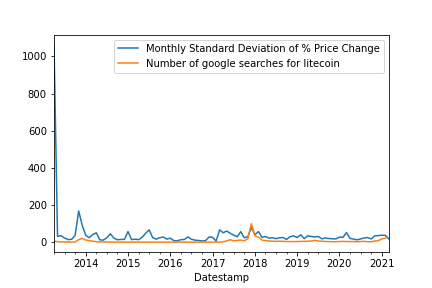 Monthly Standard Deviation of % Price Change
Number of google searches for litecoin
1000
800
600
400
200
0
2014 2015 2016 2017 2018 2019 2020 2021
Datestamp